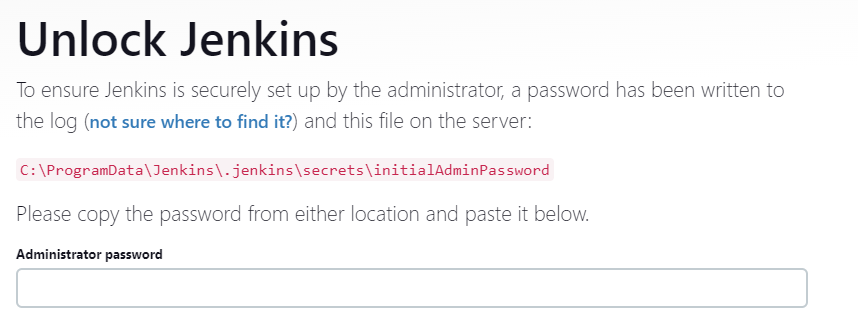 Unlock Jenkins
To ensure Jenkins is securely set up by the administrator, a password has been written to
the log (not sure where to find it?) and this file on the server:
C:\ProgramData\Jenkins\.jenkins\secrets\initialAdminPassword
Please copy the password from either location and paste it below.
Administrator password